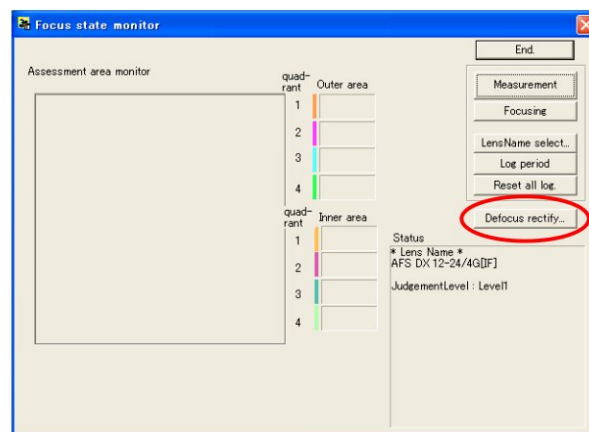 Focus state monitor
End.
Assessment area monitor
quad-
rant
Outer area
1
2
3
4
Measurement
Focusing
LensName select...
Log period
Reset all log.
Defocus rectify...
quad-
rant
Inner area
1
2
3
4
Status
* Lens Name *
AFS DX 12-24/4G[IF]
JudgementLevel : Level1